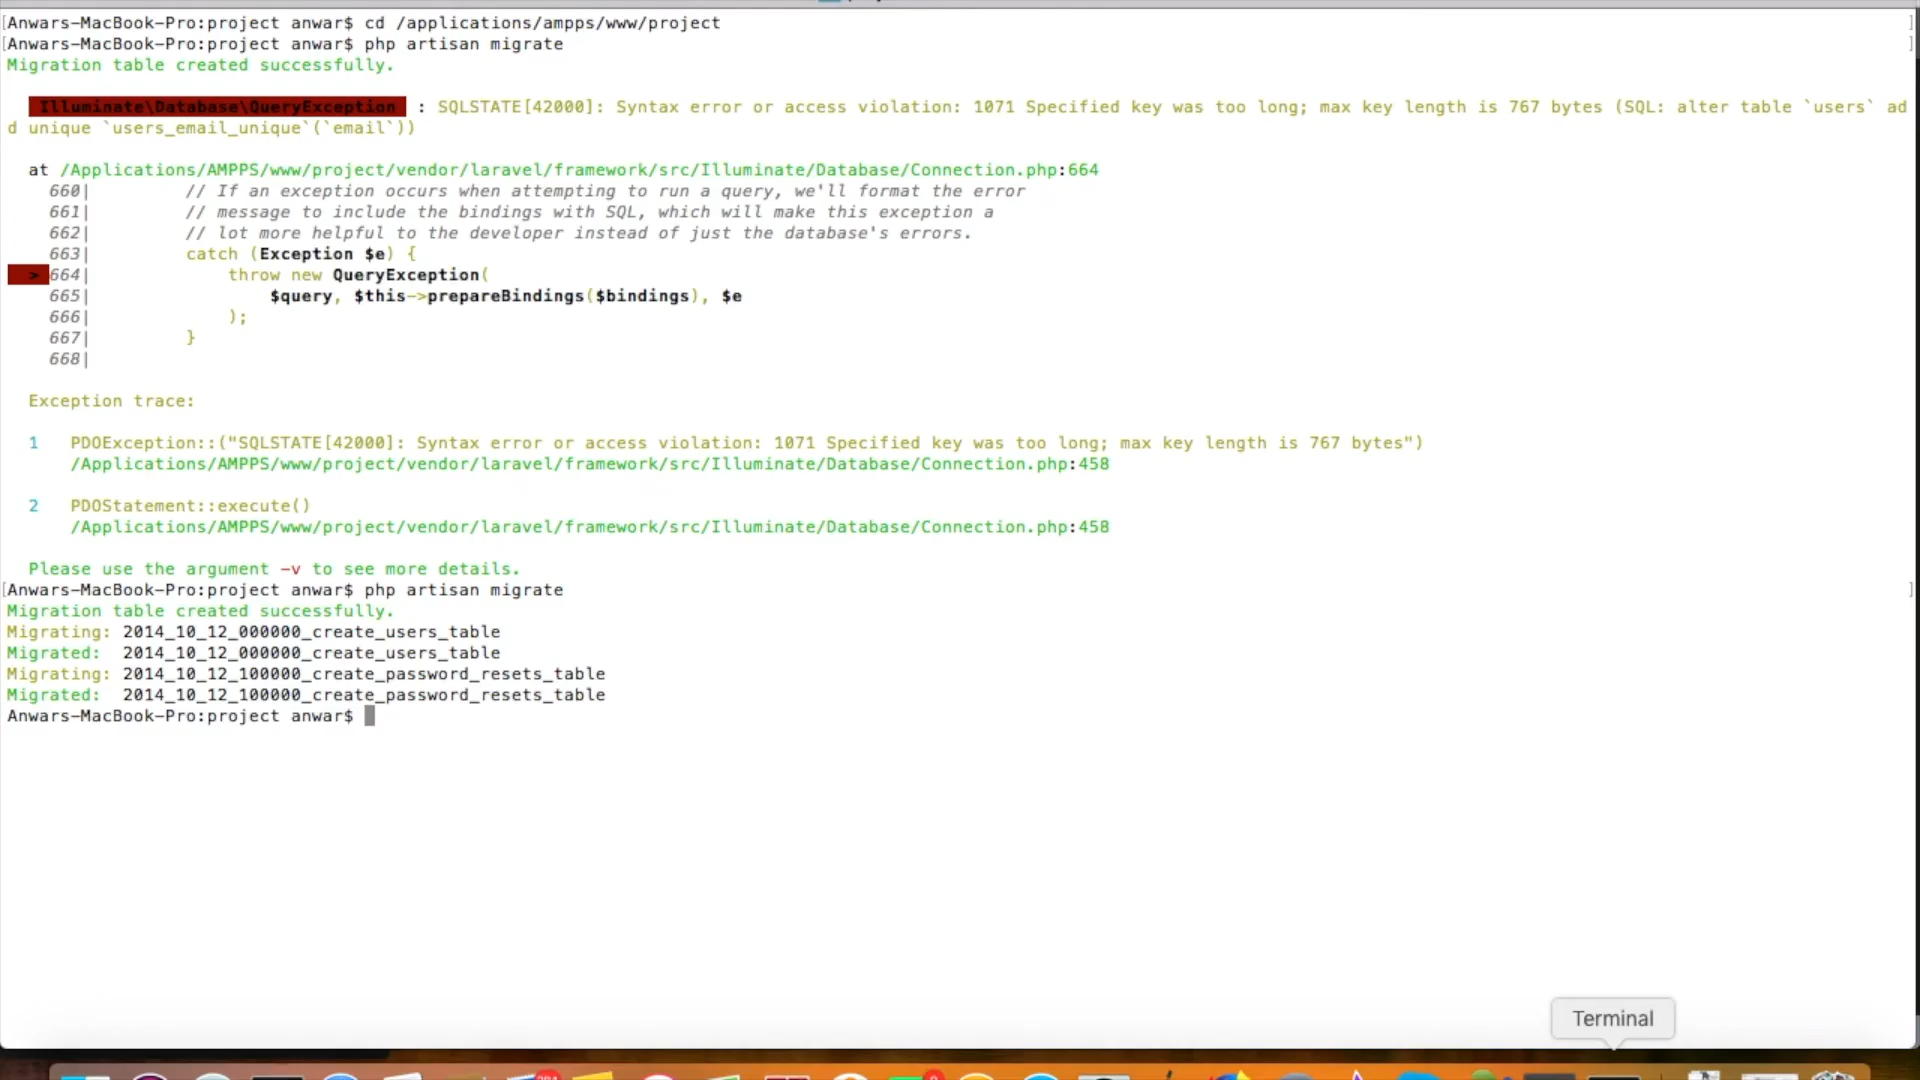 [Anwars-MacBook-Pro:project anwar$ cd /applications/ampps/www/project ]
[Anwars-MacBook-Pro:project anwar$ php artisan migrate ]
Migration table created successfully.
Illuminate\Database\QueryException : SQLSTATE[42000]: Syntax error or access violation: 1071 Specified key was too long; max key length is 767 bytes (SQL: alter table `users` ad
d unique `users_email_unique`(`email`))
at /Applications/AMPPS/www/project/vendor/laravel/framework/src/Illuminate/Database/Connection.php:664
660| // If an exception occurs when attempting to run a query, we'll format the error
661| // message to include the bindings with SQL, which will make this exception a
662| // lot more helpful to the developer instead of just the database's errors.
663| catch (Exception $e) {
> 664| throw new QueryException(
665| $query, $this->prepareBindings($bindings), $e
666| );
667| }
668|
Exception trace:
1 PDOException::("SQLSTATE[42000]: Syntax error or access violation: 1071 Specified key was too long; max key length is 767 bytes")
/Applications/AMPPS/www/project/vendor/laravel/framework/src/Illuminate/Database/Connection.php:458
2 PDOStatement::execute()
/Applications/AMPPS/www/project/vendor/laravel/framework/src/Illuminate/Database/Connection.php:458
Please use the argument -v to see more details.
[Anwars-MacBook-Pro:project anwar$ php artisan migrate ]
Migration table created successfully.
Migrating: 2014_10_12_000000_create_users_table
Migrated: 2014_10_12_000000_create_users_table
Migrating: 2014_10_12_100000_create_password_resets_table
Migrated: 2014_10_12_100000_create_password_resets_table
Anwars-MacBook-Pro:project anwar$
Terminal